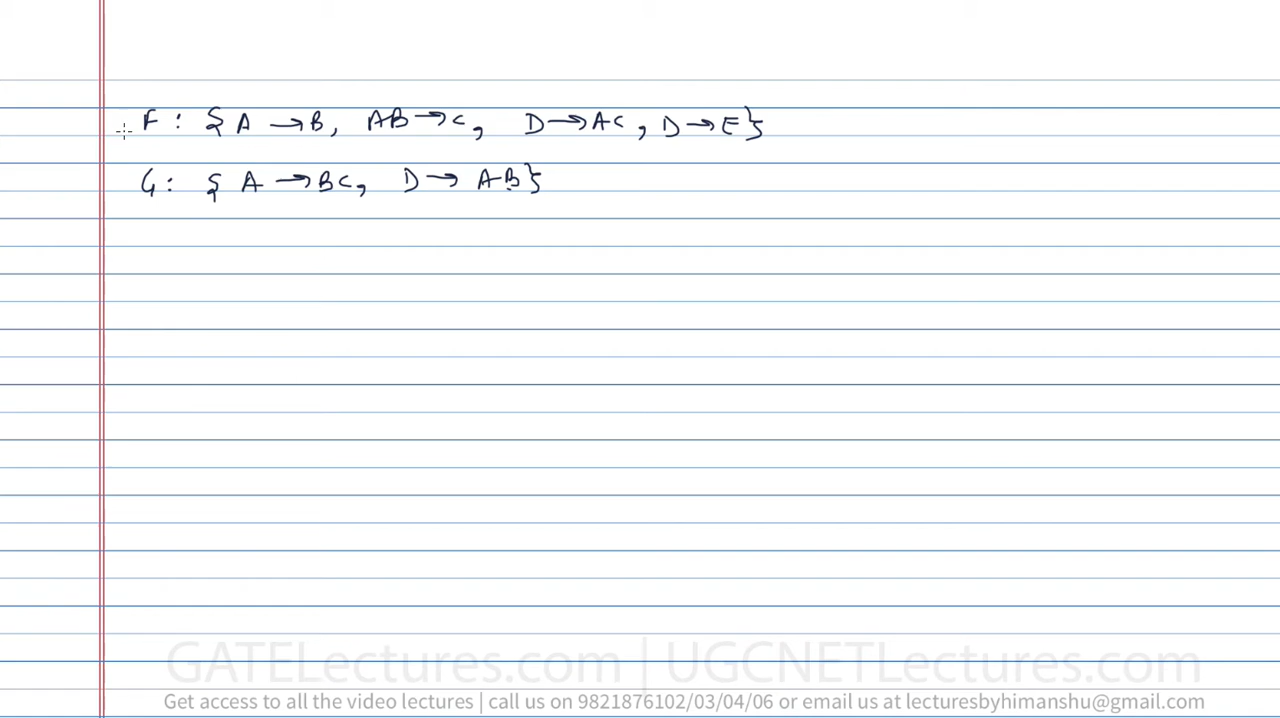 F : { A → B, AB → C, D → AC, D → E }
G : { A → BC, D → AB }
GATELectures.com | UGCNETLectures.com
Get access to all the video lectures | call us on 9821876102/03/04/06 or email us at lecturesbyhimanshu@gmail.com